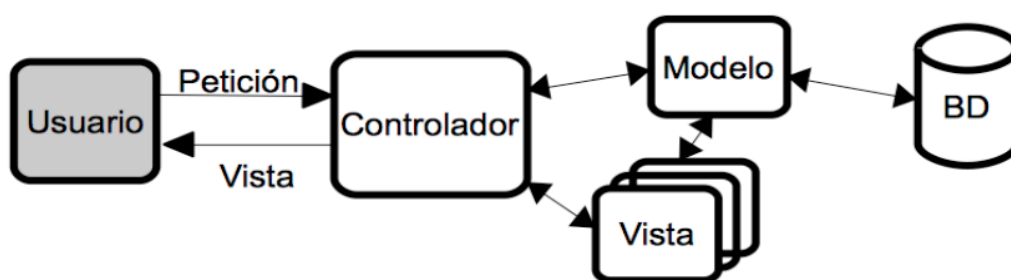 Usuario
Petición
Vista
Controlador
Modelo
Vista
BD